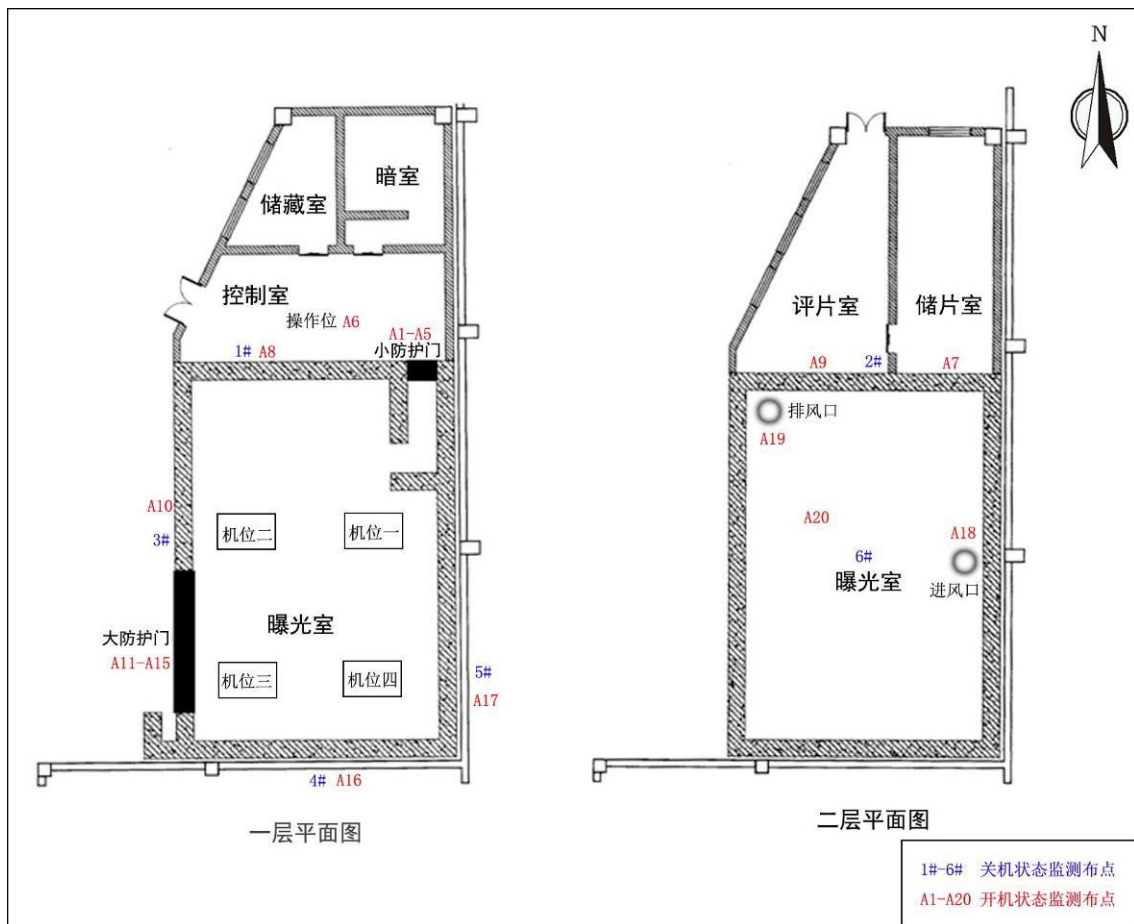 N
储藏室
暗室
控制室
操作位 A6
A1-A5
小防护门
1# A8
A10
3#
机位二
机位一
大防护门
A11-A15
曝光室
机位三
机位四
5#
A17
4# A16
一层平面图
评片室
储片室
A9
2#
A7
排风口
A19
A20
A18
6#
曝光室
进风口
二层平面图
1#-6# 关机状态监测布点
A1-A20 开机状态监测布点